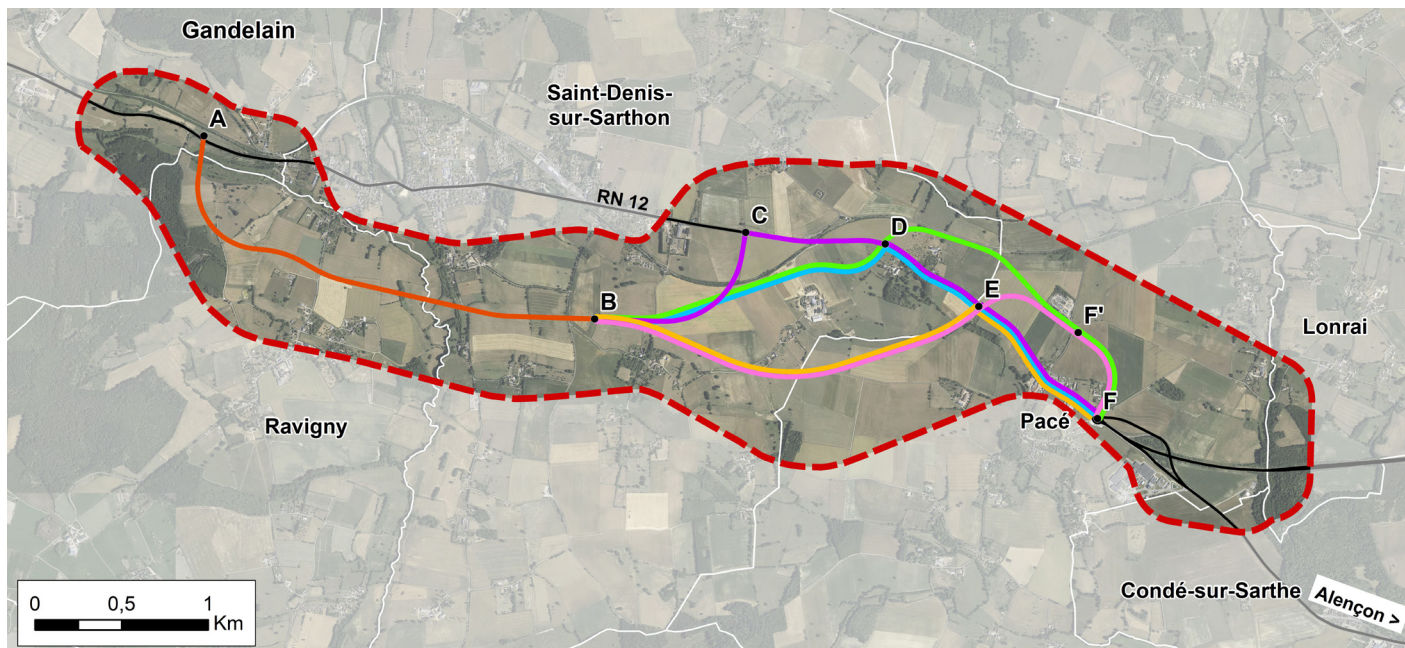 Gandelain
A
Saint-Denis-
sur-Sarthon
RN 12
C
D
B
E
F'
Lonrai
F
Pacé
Ravigny
Condé-sur-Sarthe
Alençon >
0 0,5 1
Km